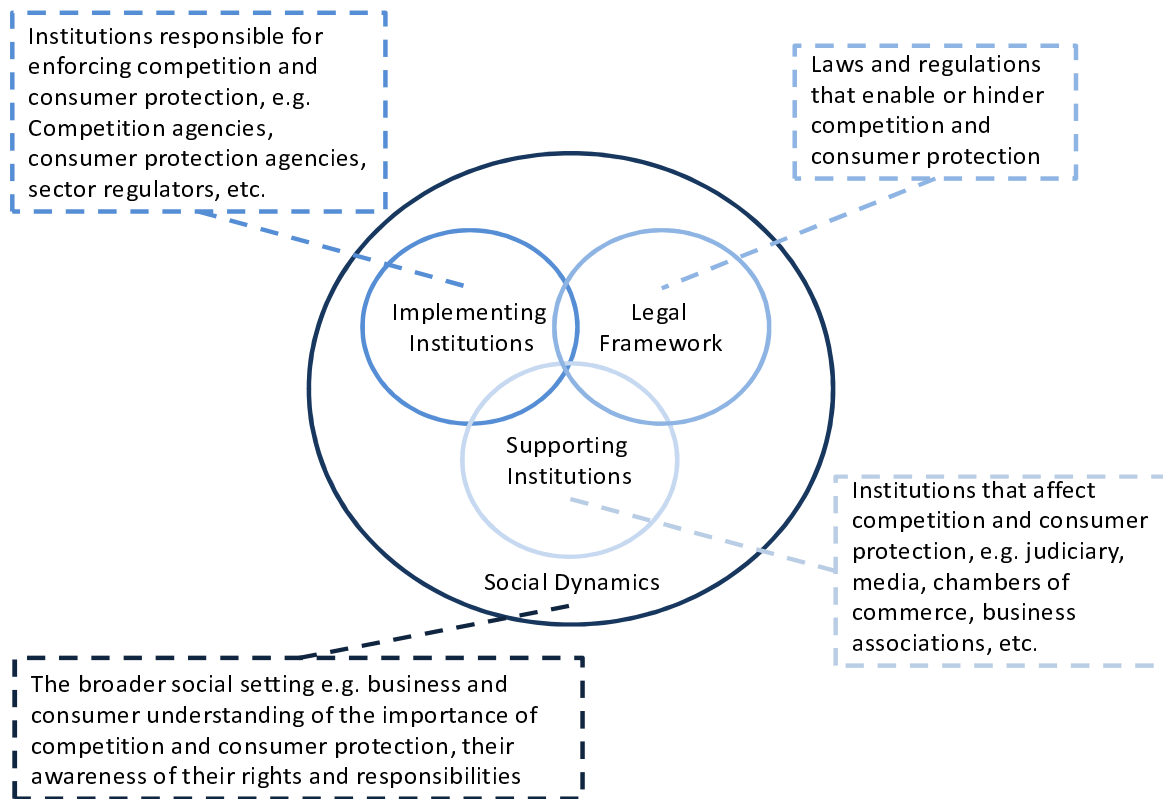 Institutions responsible for
enforcing competition and
consumer protection, e.g.
Competition agencies,
consumer protection agencies,
sector regulators, etc.
Laws and regulations
that enable or hinder
competition and
consumer protection
Implementing
Institutions
Legal
Framework
Supporting
Institutions
Social Dynamics
Institutions that affect
competition and consumer
protection, e.g. judiciary,
media, chambers of
commerce, business
associations, etc.
The broader social setting e.g. business and
consumer understanding of the importance of
competition and consumer protection, their
awareness of their rights and responsibilities